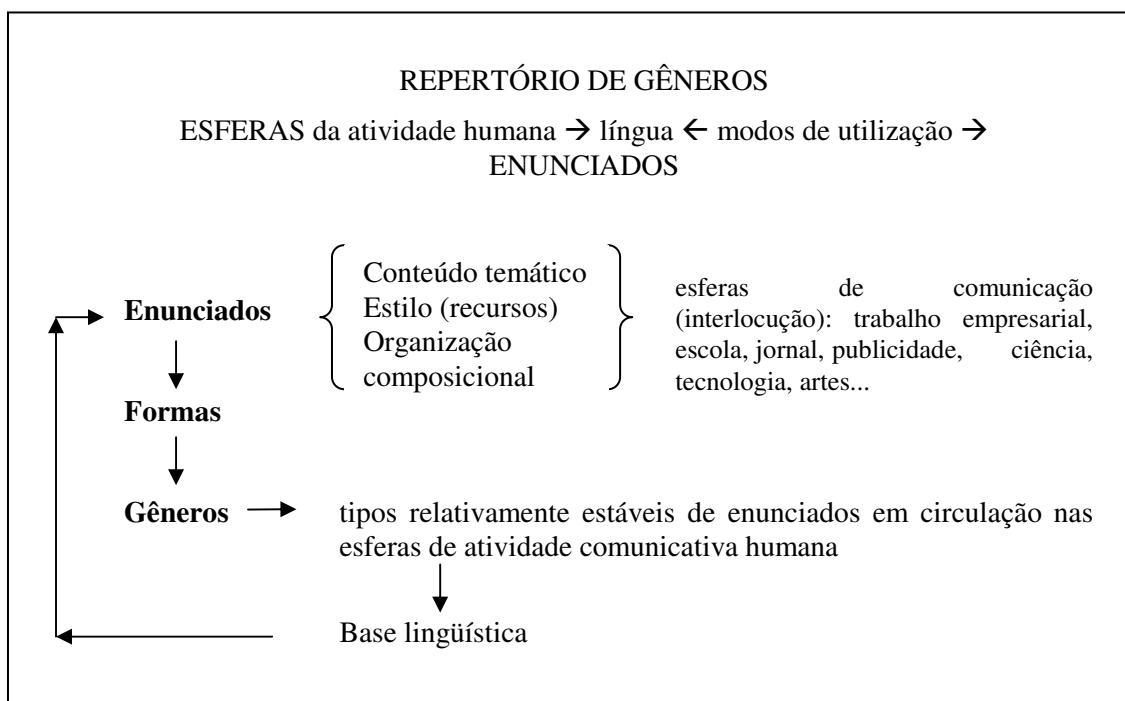 REPERTÓRIO DE GÊNEROS
ESFERAS da atividade humana → língua ← modos de utilização →
ENUNCIADOS
Enunciados
Conteúdo temático
Estilo (recursos)
Organização
composicional
esferas de comunicação
(interlocução): trabalho empresarial,
escola, jornal, publicidade, ciência,
tecnologia, artes...
Formas
Gêneros
tipos relativamente estáveis de enunciados em circulação nas
esferas de atividade comunicativa humana
Base lingüística